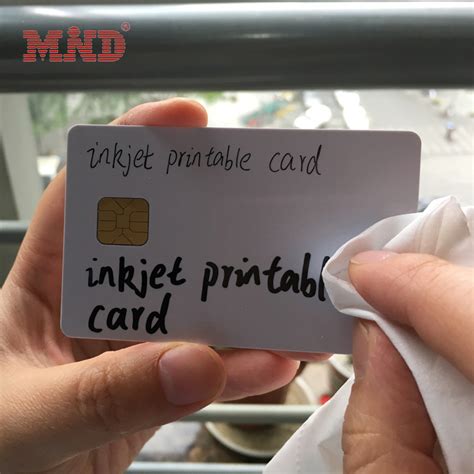 MIND
inkjet printable card
inkjet printabl
card